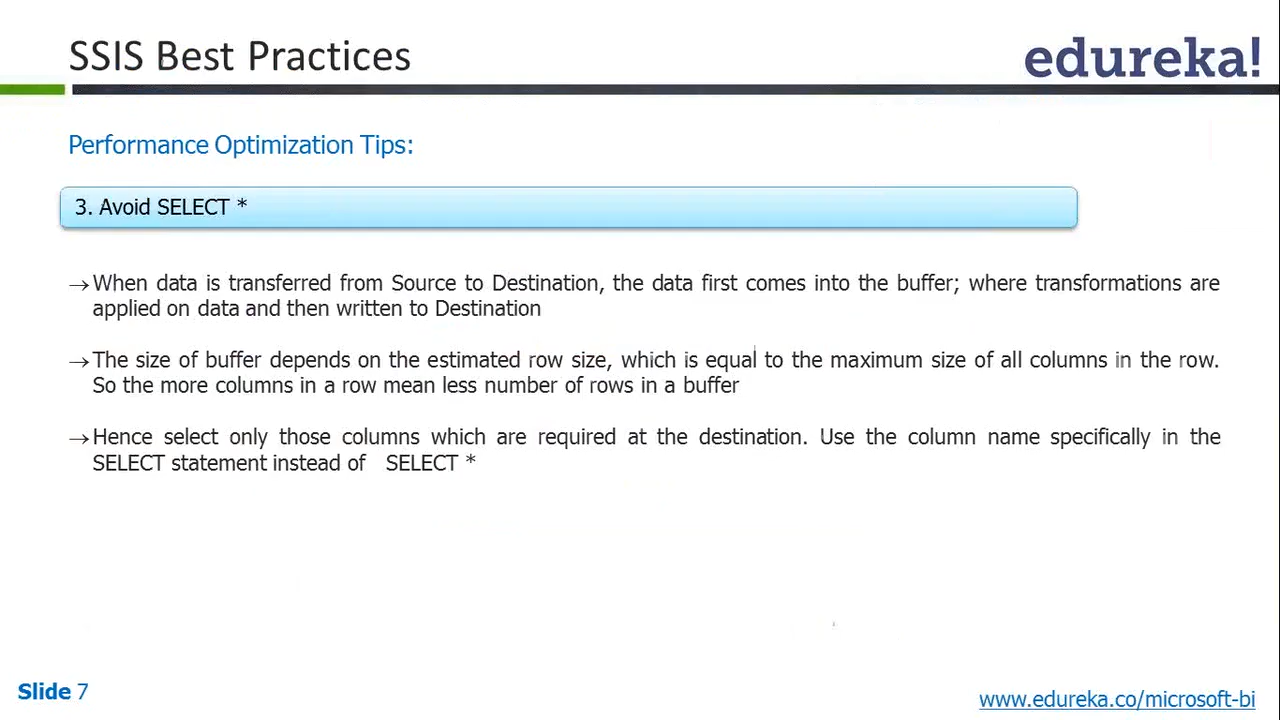 SSIS Best Practices
edureka!
Performance Optimization Tips:
3. Avoid SELECT *
→When data is transferred from Source to Destination, the data first comes into the buffer; where transformations are
applied on data and then written to Destination
→The size of buffer depends on the estimated row size, which is equal to the maximum size of all columns in the row.
So the more columns in a row mean less number of rows in a buffer
→Hence select only those columns which are required at the destination. Use the column name specifically in the
SELECT statement instead of SELECT *
Slide 7
www.edureka.co/microsoft-bi